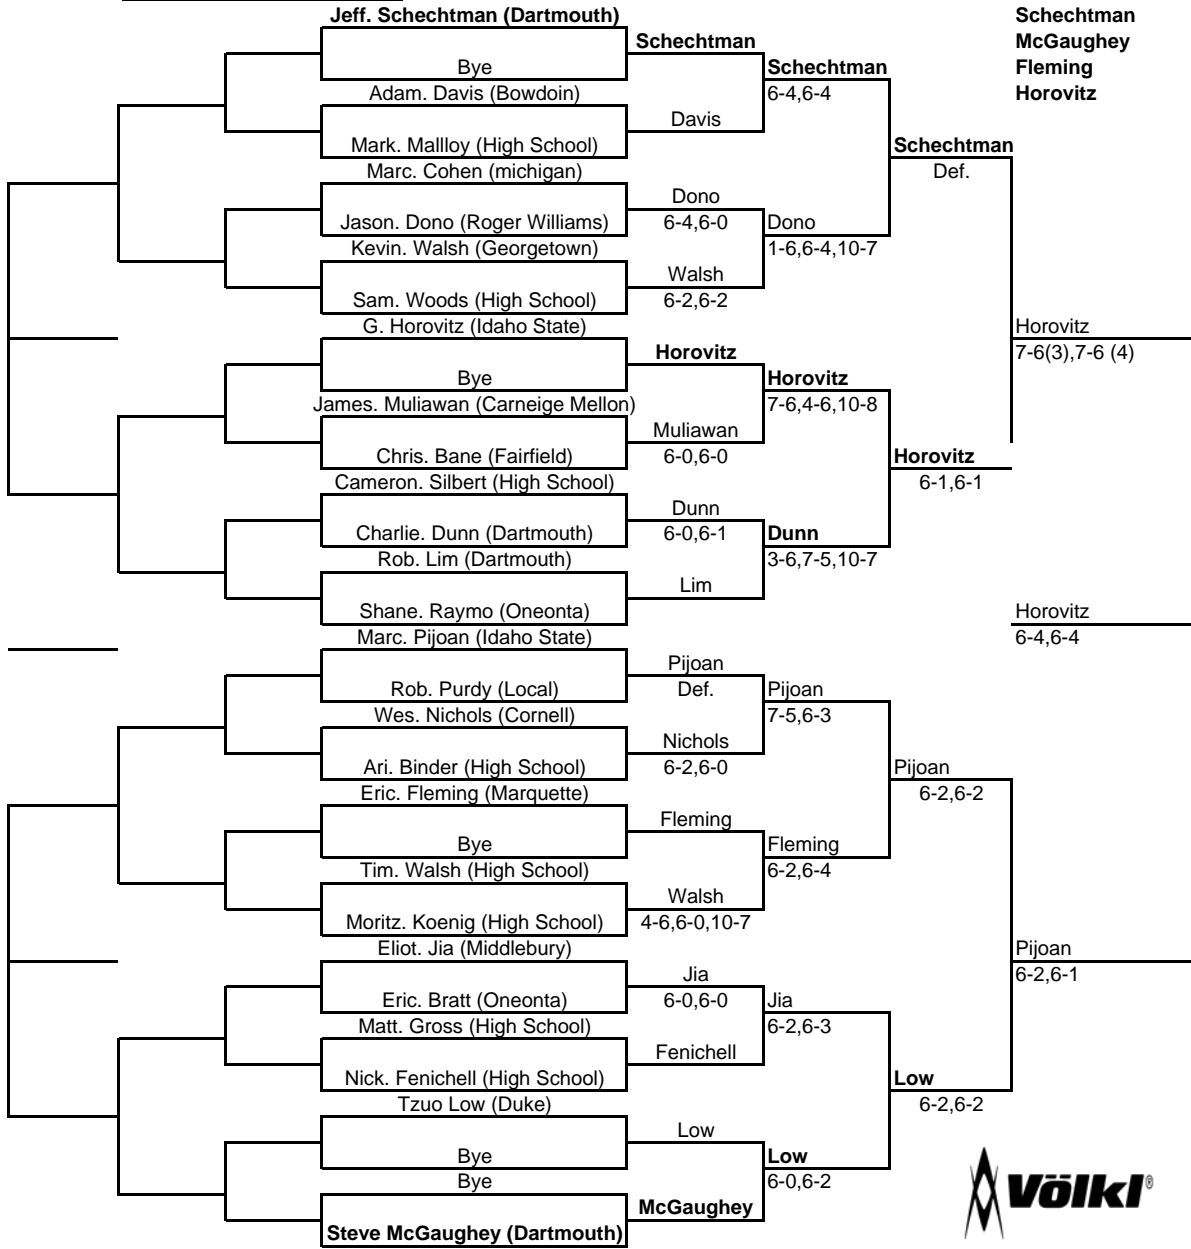 Jeff. Schechtman (Dartmouth)
Schechtman
Schechtman
McGaughey
Bye
Schechtman
Fleming
Adam. Davis (Bowdoin)
6-4,6-4
Horovitz
Davis
Mark. Mallloy (High School)
Schechtman
Marc. Cohen (michigan)
Def.
Dono
Jason. Dono (Roger Williams)
6-4,6-0
Dono
Kevin. Walsh (Georgetown)
1-6,6-4,10-7
Walsh
Sam. Woods (High School)
6-2,6-2
G. Horovitz (Idaho State)
Horovitz
Horovitz
7-6(3),7-6 (4)
Bye
Horovitz
James. Muliawan (Carneige Mellon)
7-6,4-6,10-8
Muliawan
Chris. Bane (Fairfield)
6-0,6-0
Horovitz
Cameron. Silbert (High School)
6-1,6-1
Dunn
Charlie. Dunn (Dartmouth)
6-0,6-1
Dunn
Rob. Lim (Dartmouth)
3-6,7-5,10-7
Lim
Shane. Raymo (Oneonta)
Horovitz
Marc. Pijoan (Idaho State)
6-4,6-4
Pijoan
Rob. Purdy (Local)
Def.
Pijoan
Wes. Nichols (Cornell)
7-5,6-3
Nichols
Ari. Binder (High School)
6-2,6-0
Pijoan
Eric. Fleming (Marquette)
6-2,6-2
Fleming
Bye
Fleming
Tim. Walsh (High School)
6-2,6-4
Walsh
Moritz. Koenig (High School)
4-6,6-0,10-7
Eliot. Jia (Middlebury)
Pijoan
Jia
6-2,6-1
Eric. Bratt (Oneonta)
6-0,6-0
Jia
Matt. Gross (High School)
6-2,6-3
Fenichell
Nick. Fenichell (High School)
Low
Tzuo Low (Duke)
6-2,6-2
Low
Bye
Low
Bye
6-0,6-2
McGaughey
Steve McGaughey (Dartmouth)
Völkl®